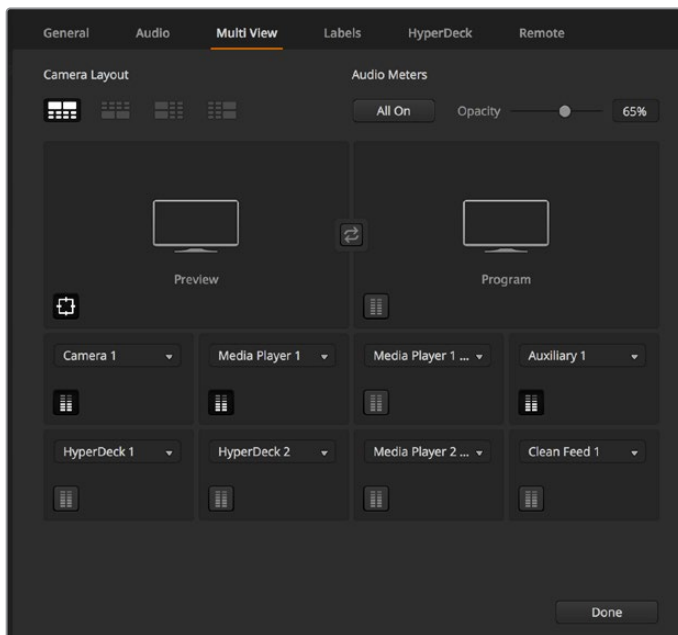 General Audio Multi View Labels HyperDeck Remote
Camera Layout Audio Meters
All On Opacity 65%
Preview Program
Camera 1 Media Player 1 Media Player 1 ... Auxiliary 1
HyperDeck 1 HyperDeck 2 Media Player 2 ... Clean Feed 1
Done